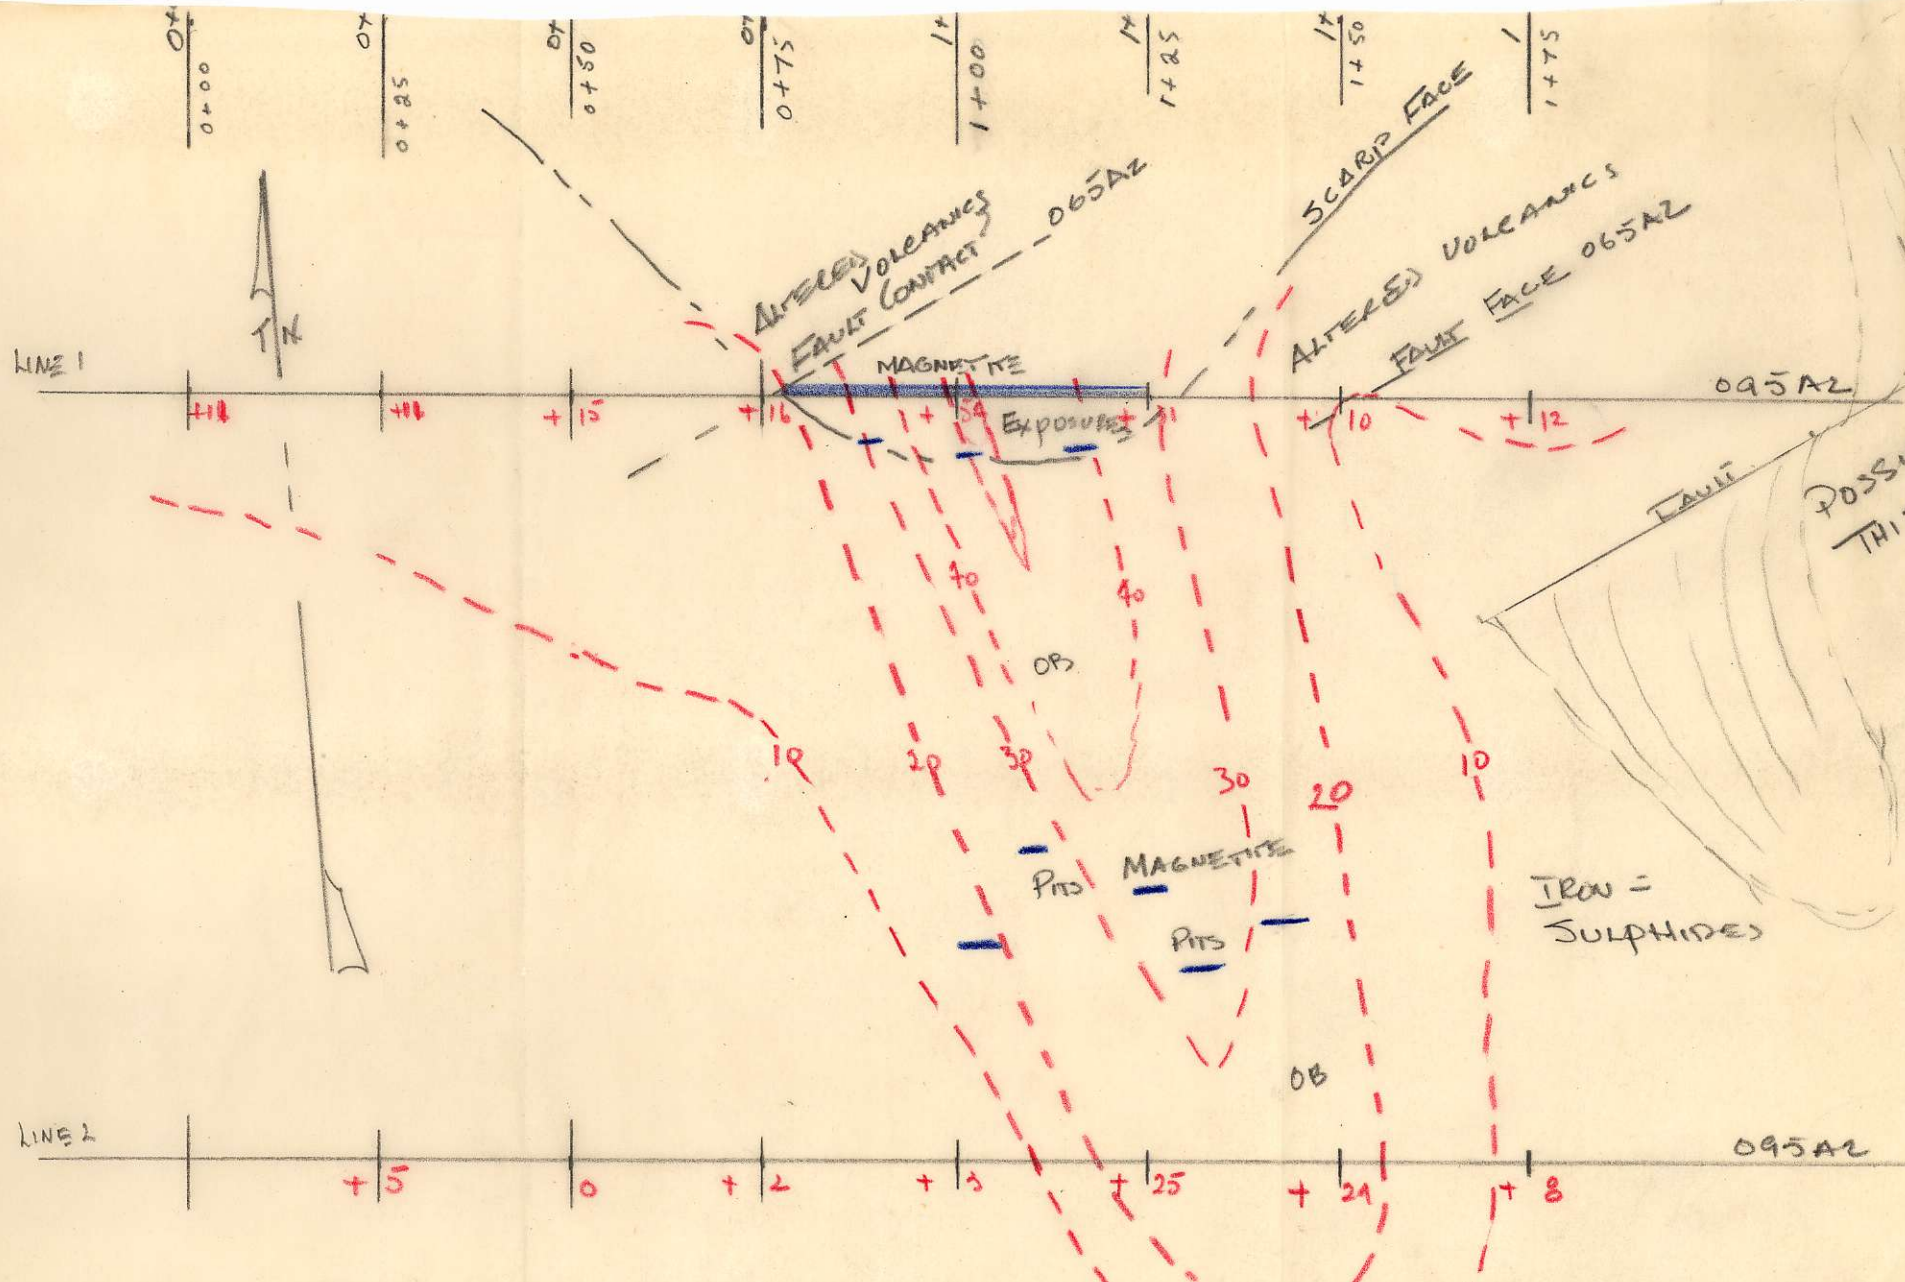 0+00
0+25
0+50
0+75
1+00
1+25
1+50
1+75
SCARP FACE
ALTERED VOLCANICS
FAULT CONTACT
065AZ
ALTERED VOLCANICS
FAULT FACE 065AZ
TN
LINE 1
MAGNETITE
095AZ
+15
+16
+10
+12
EXPOSURES
FAULT
40
40
OB
10
20
30
30
20
10
PITS
MAGNETITE
PITS
IRON =
SULPHIDES
OB
LINE 2
095AZ
+5
0
+2
+3
+25
+21
+8